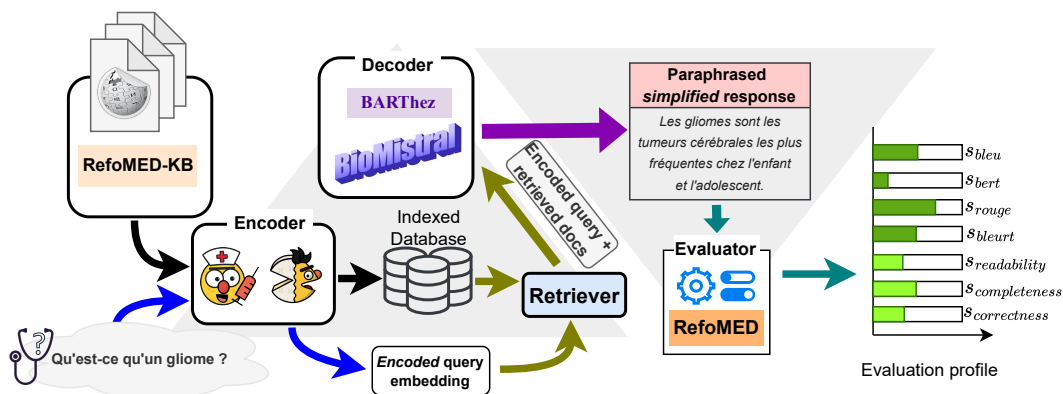 RefoMED-KB
Encoder
Qu'est-ce qu'un gliome ?
?
Decoder
BARThez
BioMistral
Indexed
Database
Encoded query
embedding
Retriever
Encoded query +
retrieved docs
Paraphrased
simplified response
Les gliomes sont les
tumeurs cérébrales les plus
fréquentes chez l'enfant
et l'adolescent.
Evaluator
RefoMED
s_bleu
s_bert
s_rouge
s_bleurt
s_readability
s_completeness
s_correctness
Evaluation profile